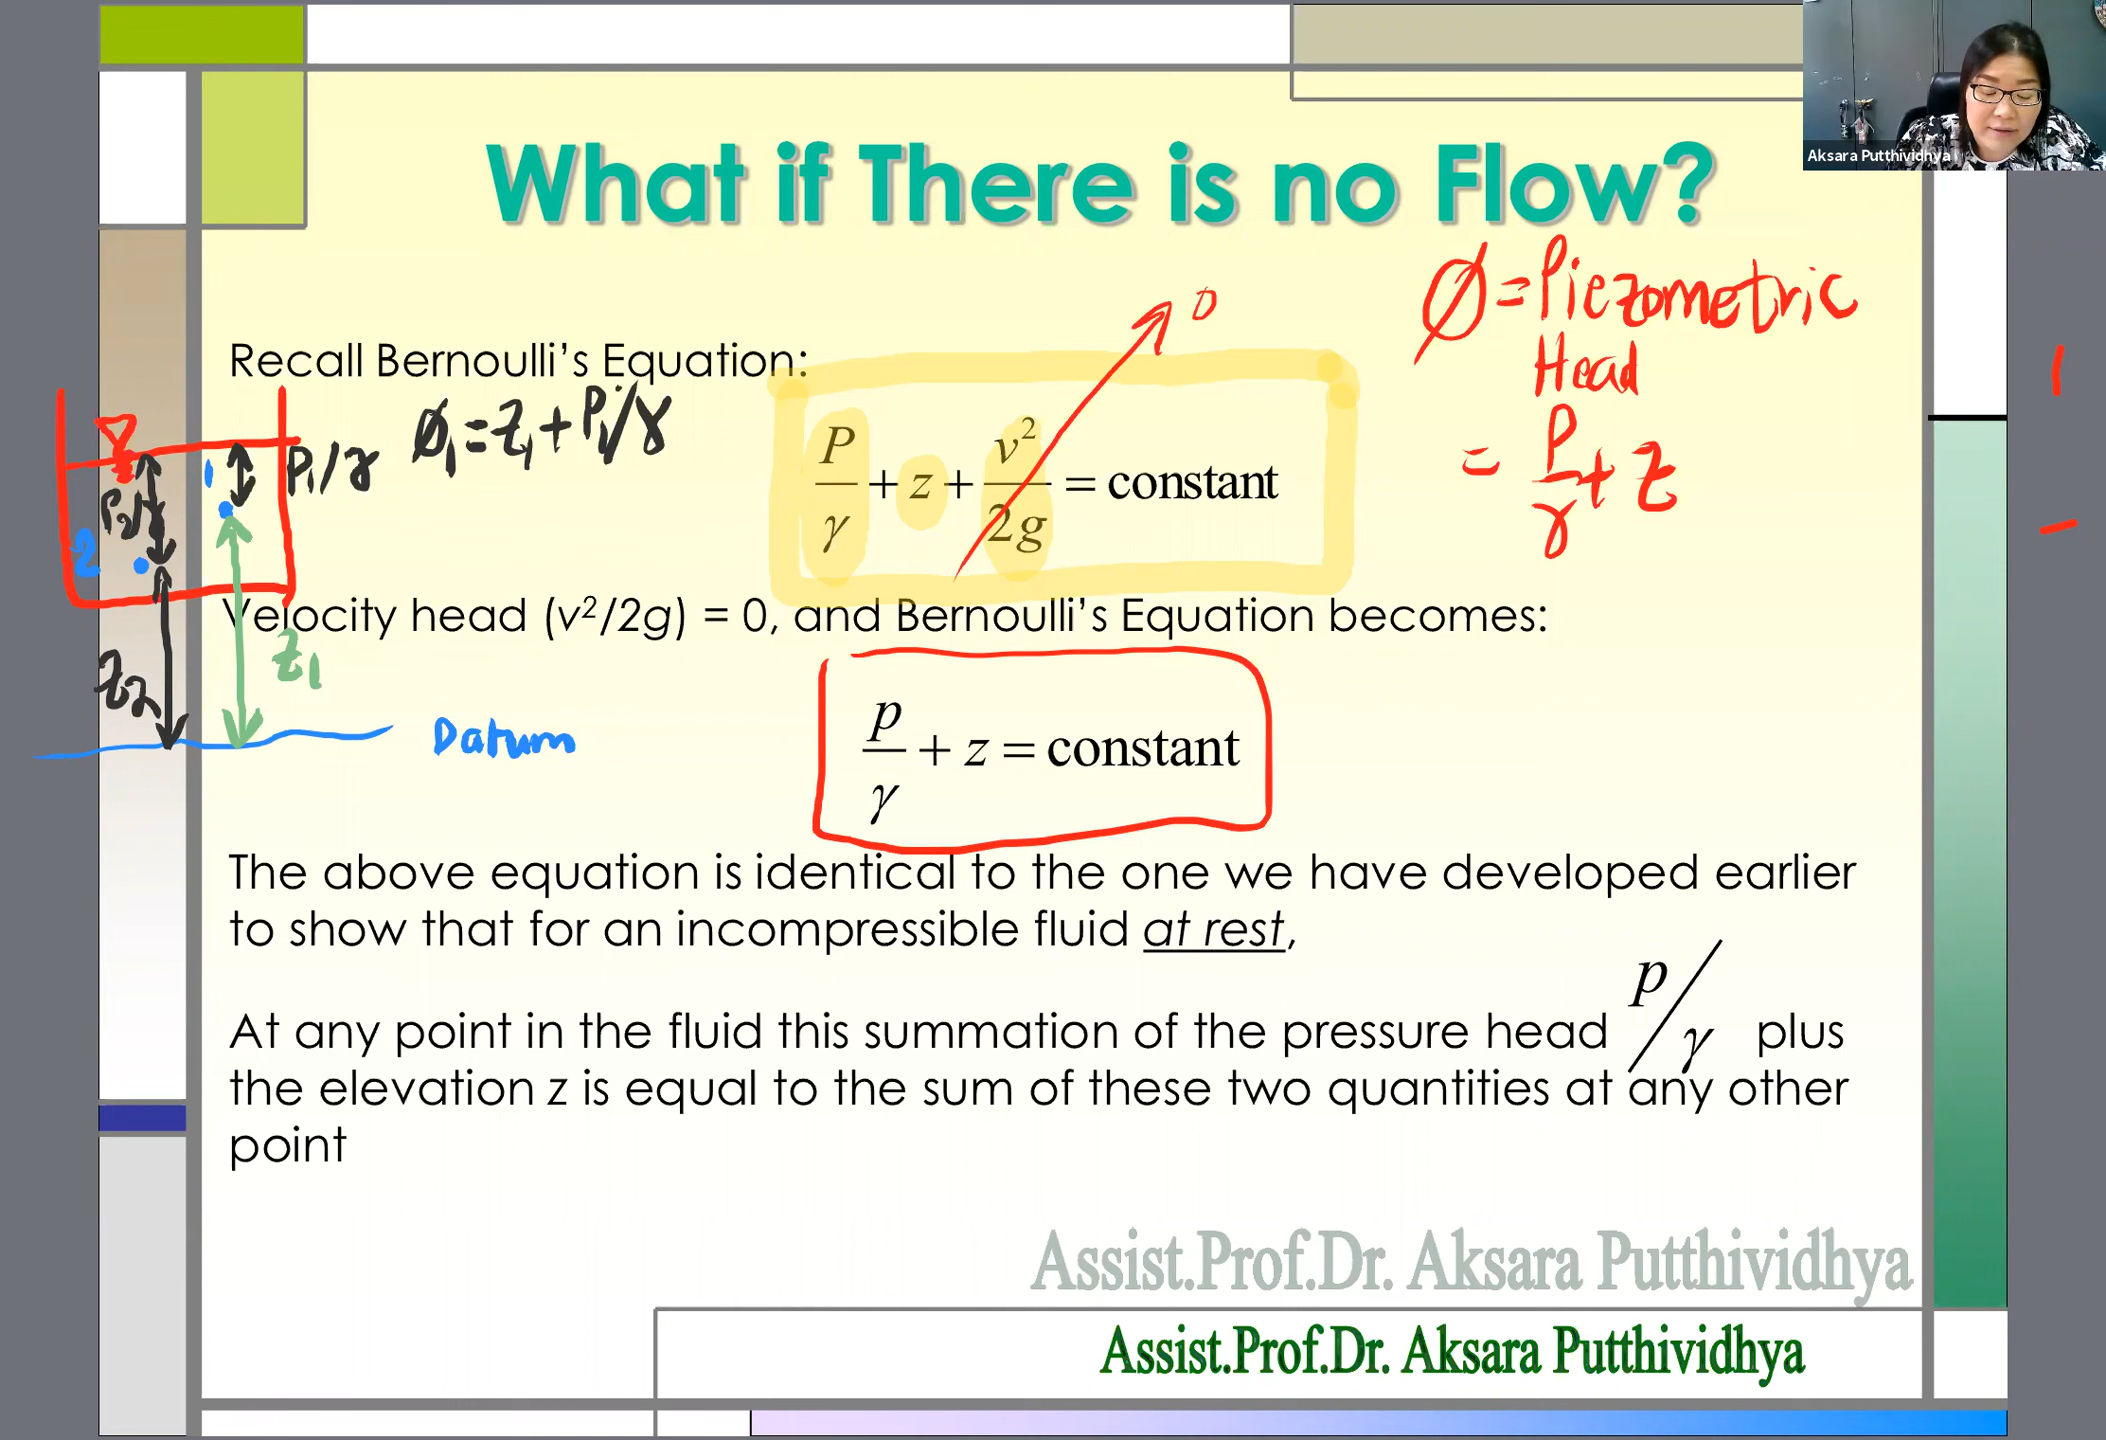 Aksara Putthividhya
What if There is no Flow?
Recall Bernoulli's Equation:
ϕ = Piezometric
Head
= P/γ + z
ϕ₁ = z₁ + P₁/γ
P₁/γ
1
P₂/γ
2
P/γ + z + v²/2g = constant
0
Velocity head (v²/2g) = 0, and Bernoulli's Equation becomes:
z₂
z₁
Datum
p/γ + z = constant
The above equation is identical to the one we have developed earlier
to show that for an incompressible fluid at rest,
At any point in the fluid this summation of the pressure head p/γ plus
the elevation z is equal to the sum of these two quantities at any other
point
Assist.Prof.Dr. Aksara Putthividhya
Assist.Prof.Dr. Aksara Putthividhya